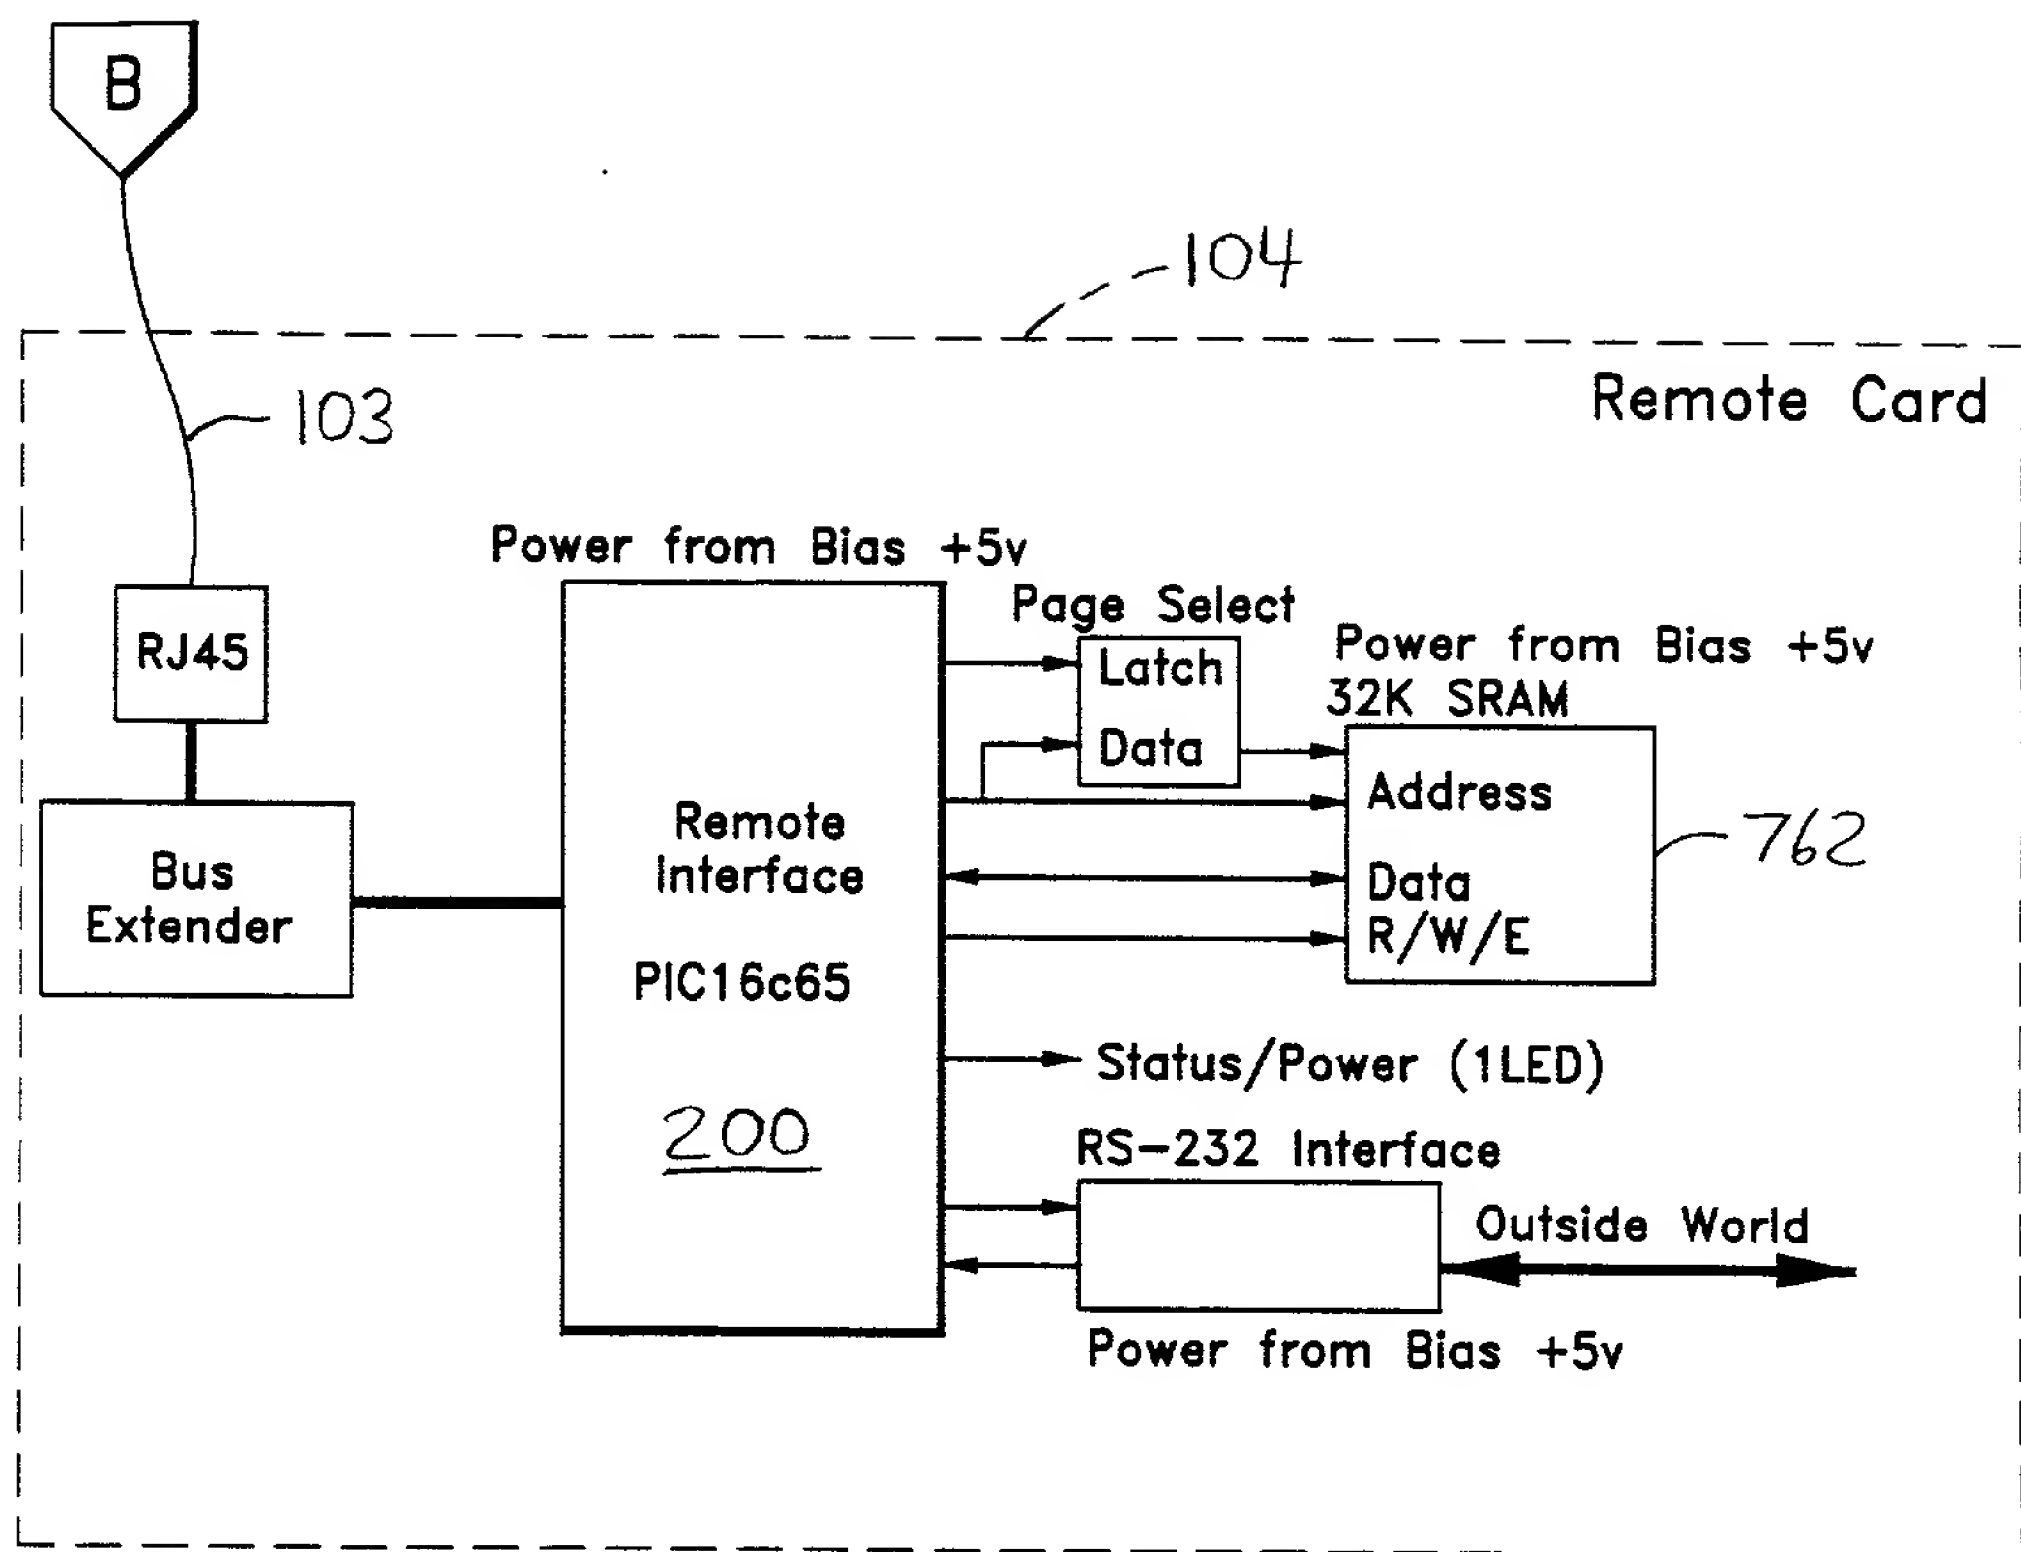 B
104
Remote Card
103
Power from Bias +5v
Page Select
RJ45
Latch
Data
Power from Bias +5v
32K SRAM
Address
Data
R/W/E
762
Bus
Extender
Remote
Interface
PIC16c65
200
Status/Power (1LED)
RS-232 Interface
Outside World
Power from Bias +5v